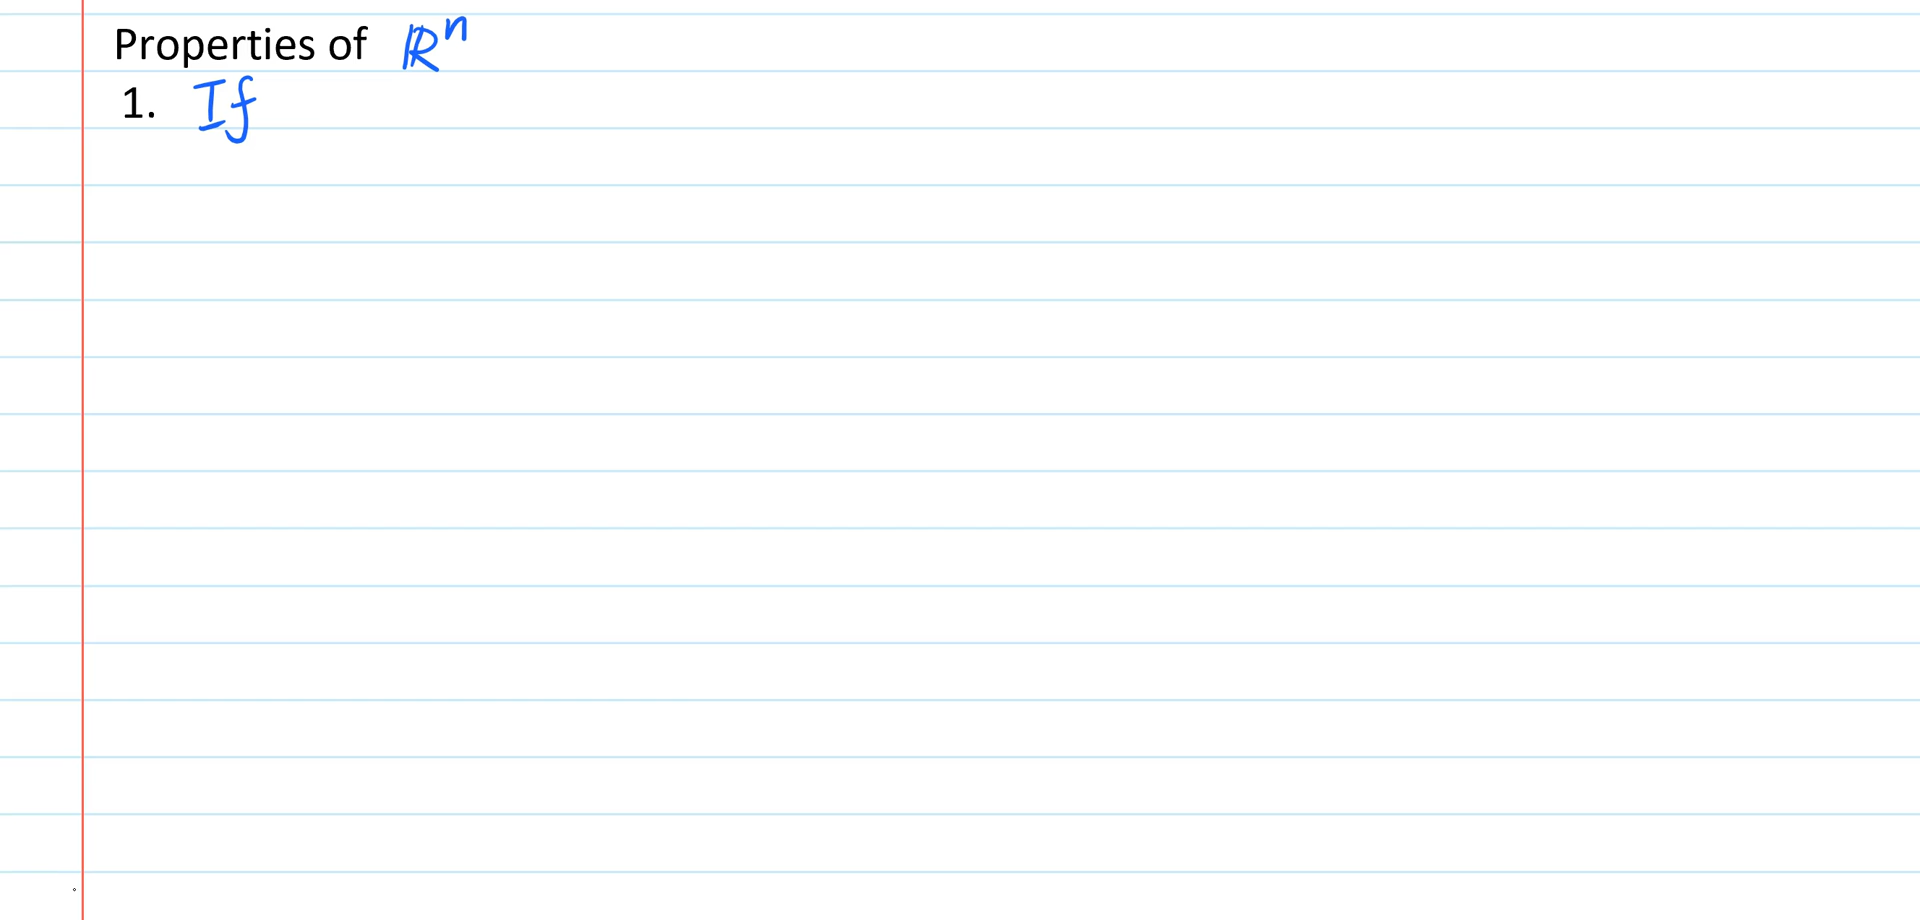 Properties of ℝⁿ
1. If